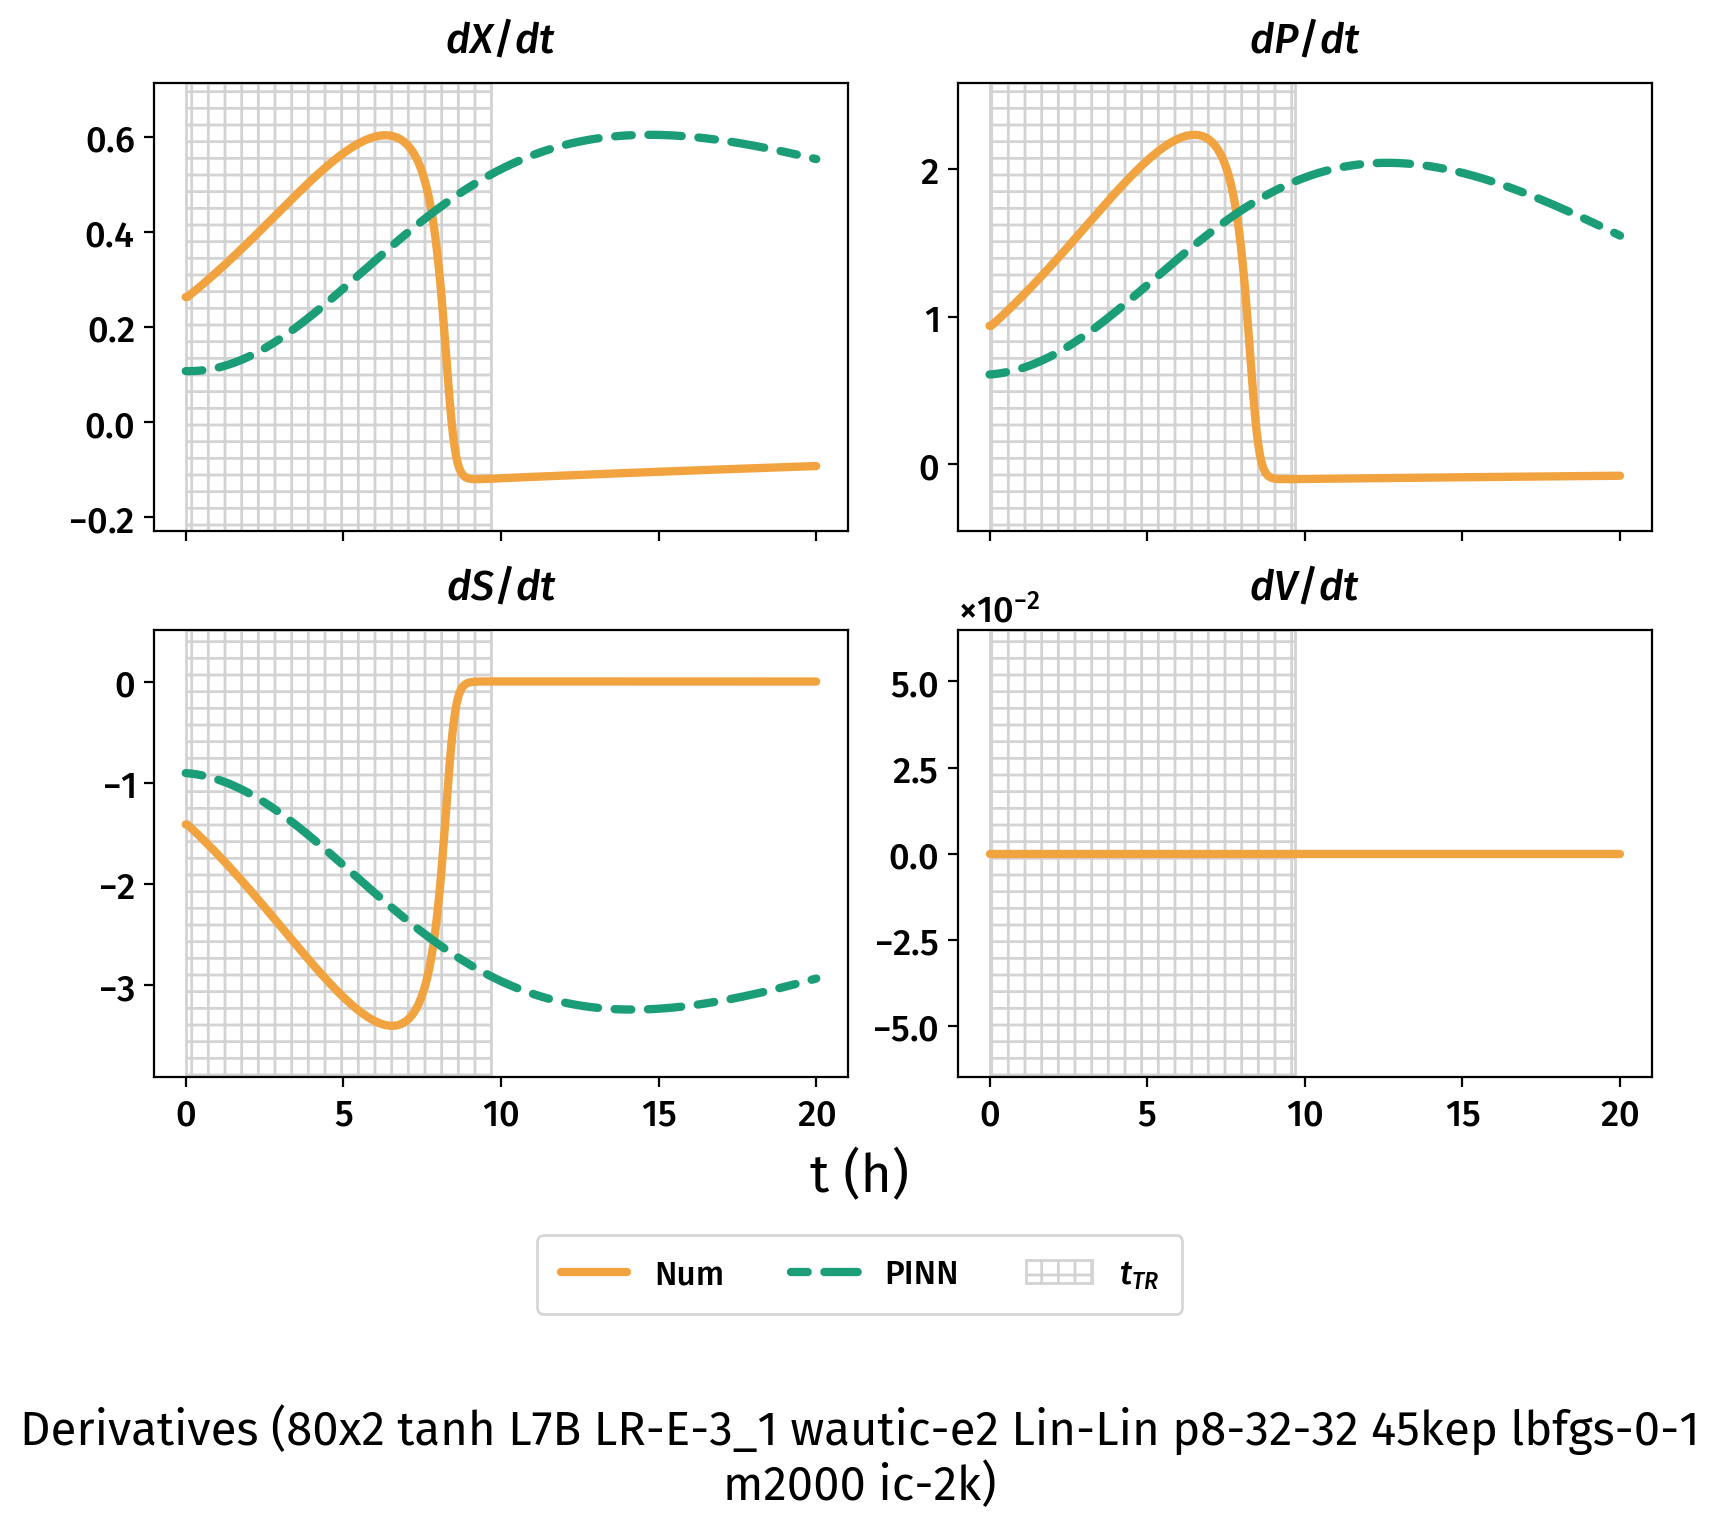 dX/dt
dP/dt
0.6
0.4
0.2
0.0
−0.2
2
1
0
dS/dt
dV/dt
×10⁻²
0
−1
−2
−3
5.0
2.5
0.0
−2.5
−5.0
0 5 10 15 20
0 5 10 15 20
t (h)
Num PINN t_TR
Derivatives (80x2 tanh L7B LR-E-3_1 wautic-e2 Lin-Lin p8-32-32 45kep lbfgs-0-1
m2000 ic-2k)